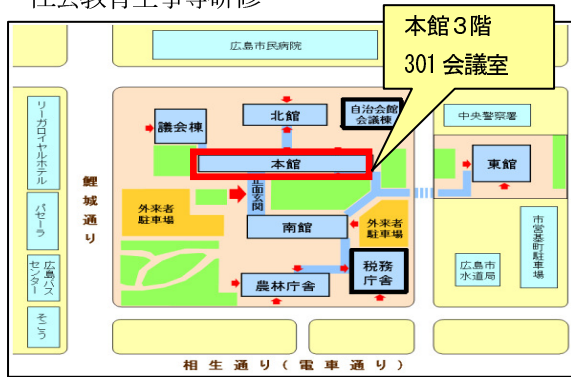 社会教育主事等研修
本館３階
301 会議室
広島市民病院
リーガロイヤルホテル
パセーラ
広島バスセンター
そごう
鯉城通り
議会棟
北館
自治会館
会議棟
中央警察署
本館
東館
正面玄関
外来者
駐車場
南館
外来者
駐車場
農林庁舎
税務
庁舎
広島市
水道局
市営基町駐車場
相生通り(電車通り)